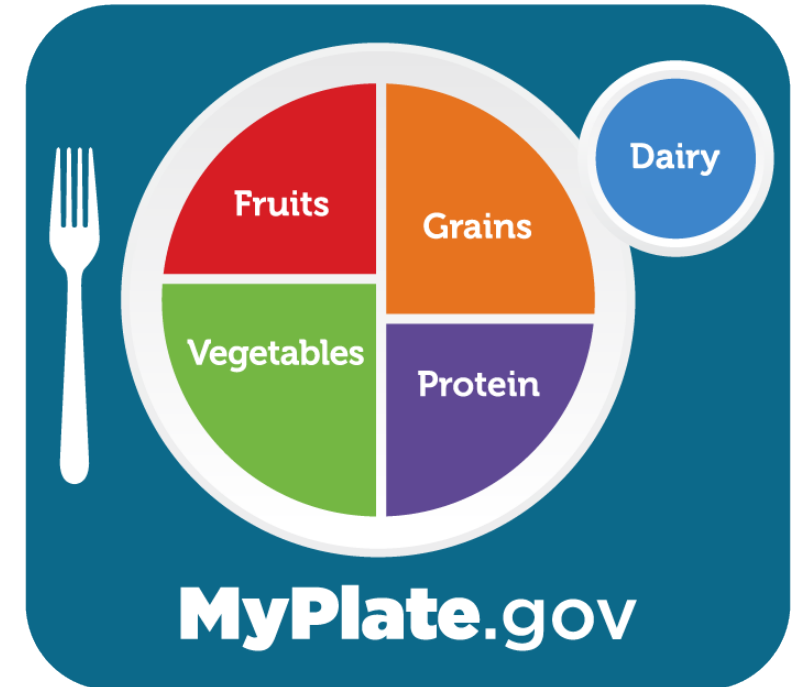 Fruits
Grains
Dairy
Vegetables
Protein
MyPlate.gov